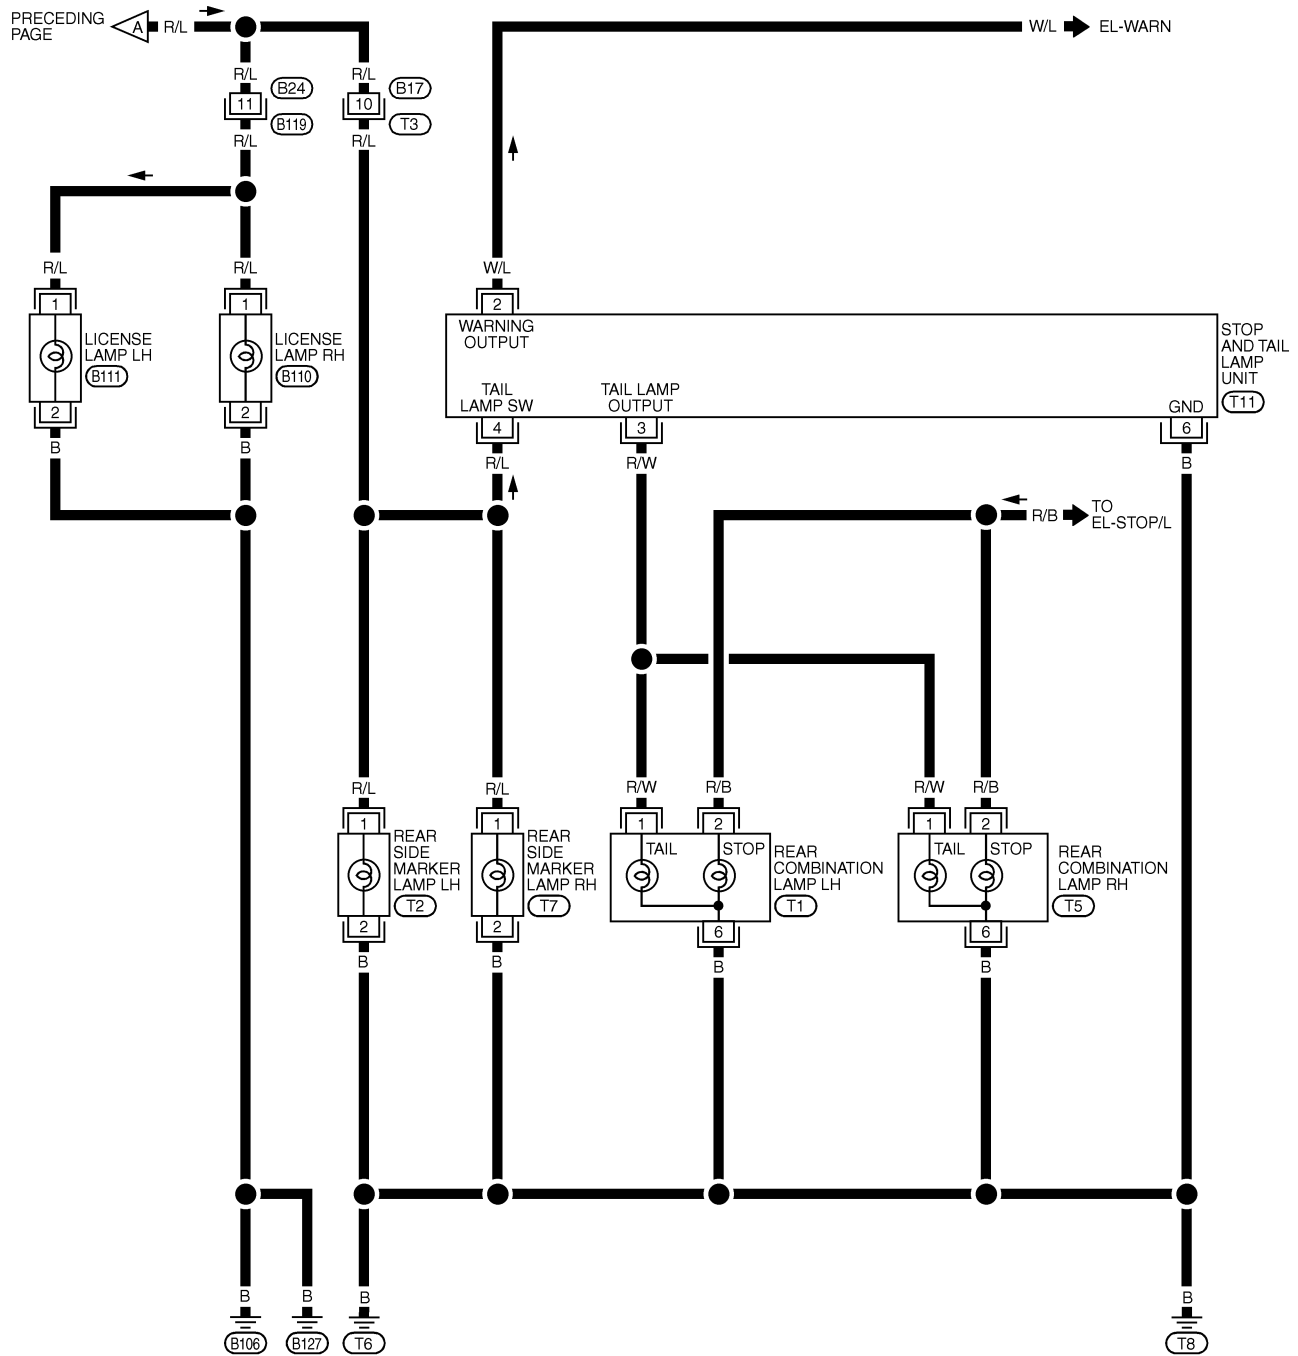 PRECEDING
PAGE
A
R/L
W/L
EL-WARN
R/L
B24
R/L
B17
11
10
B119
T3
R/L
R/L
R/L
R/L
W/L
1
1
2
LICENSE
LAMP LH
B111
LICENSE
LAMP RH
B110
WARNING
OUTPUT
STOP
AND TAIL
LAMP
UNIT
T11
TAIL
LAMP SW
TAIL LAMP
OUTPUT
GND
2
2
4
3
6
B
B
R/L
R/W
B
R/B
TO
EL-STOP/L
R/L
R/L
R/W
R/B
R/W
R/B
1
1
1
2
1
2
REAR
SIDE
MARKER
LAMP LH
T2
REAR
SIDE
MARKER
LAMP RH
T7
TAIL
STOP
REAR
COMBINATION
LAMP LH
T1
TAIL
STOP
REAR
COMBINATION
LAMP RH
T5
2
2
6
6
B
B
B
B
B
B
B
B
B106
B127
T6
T8